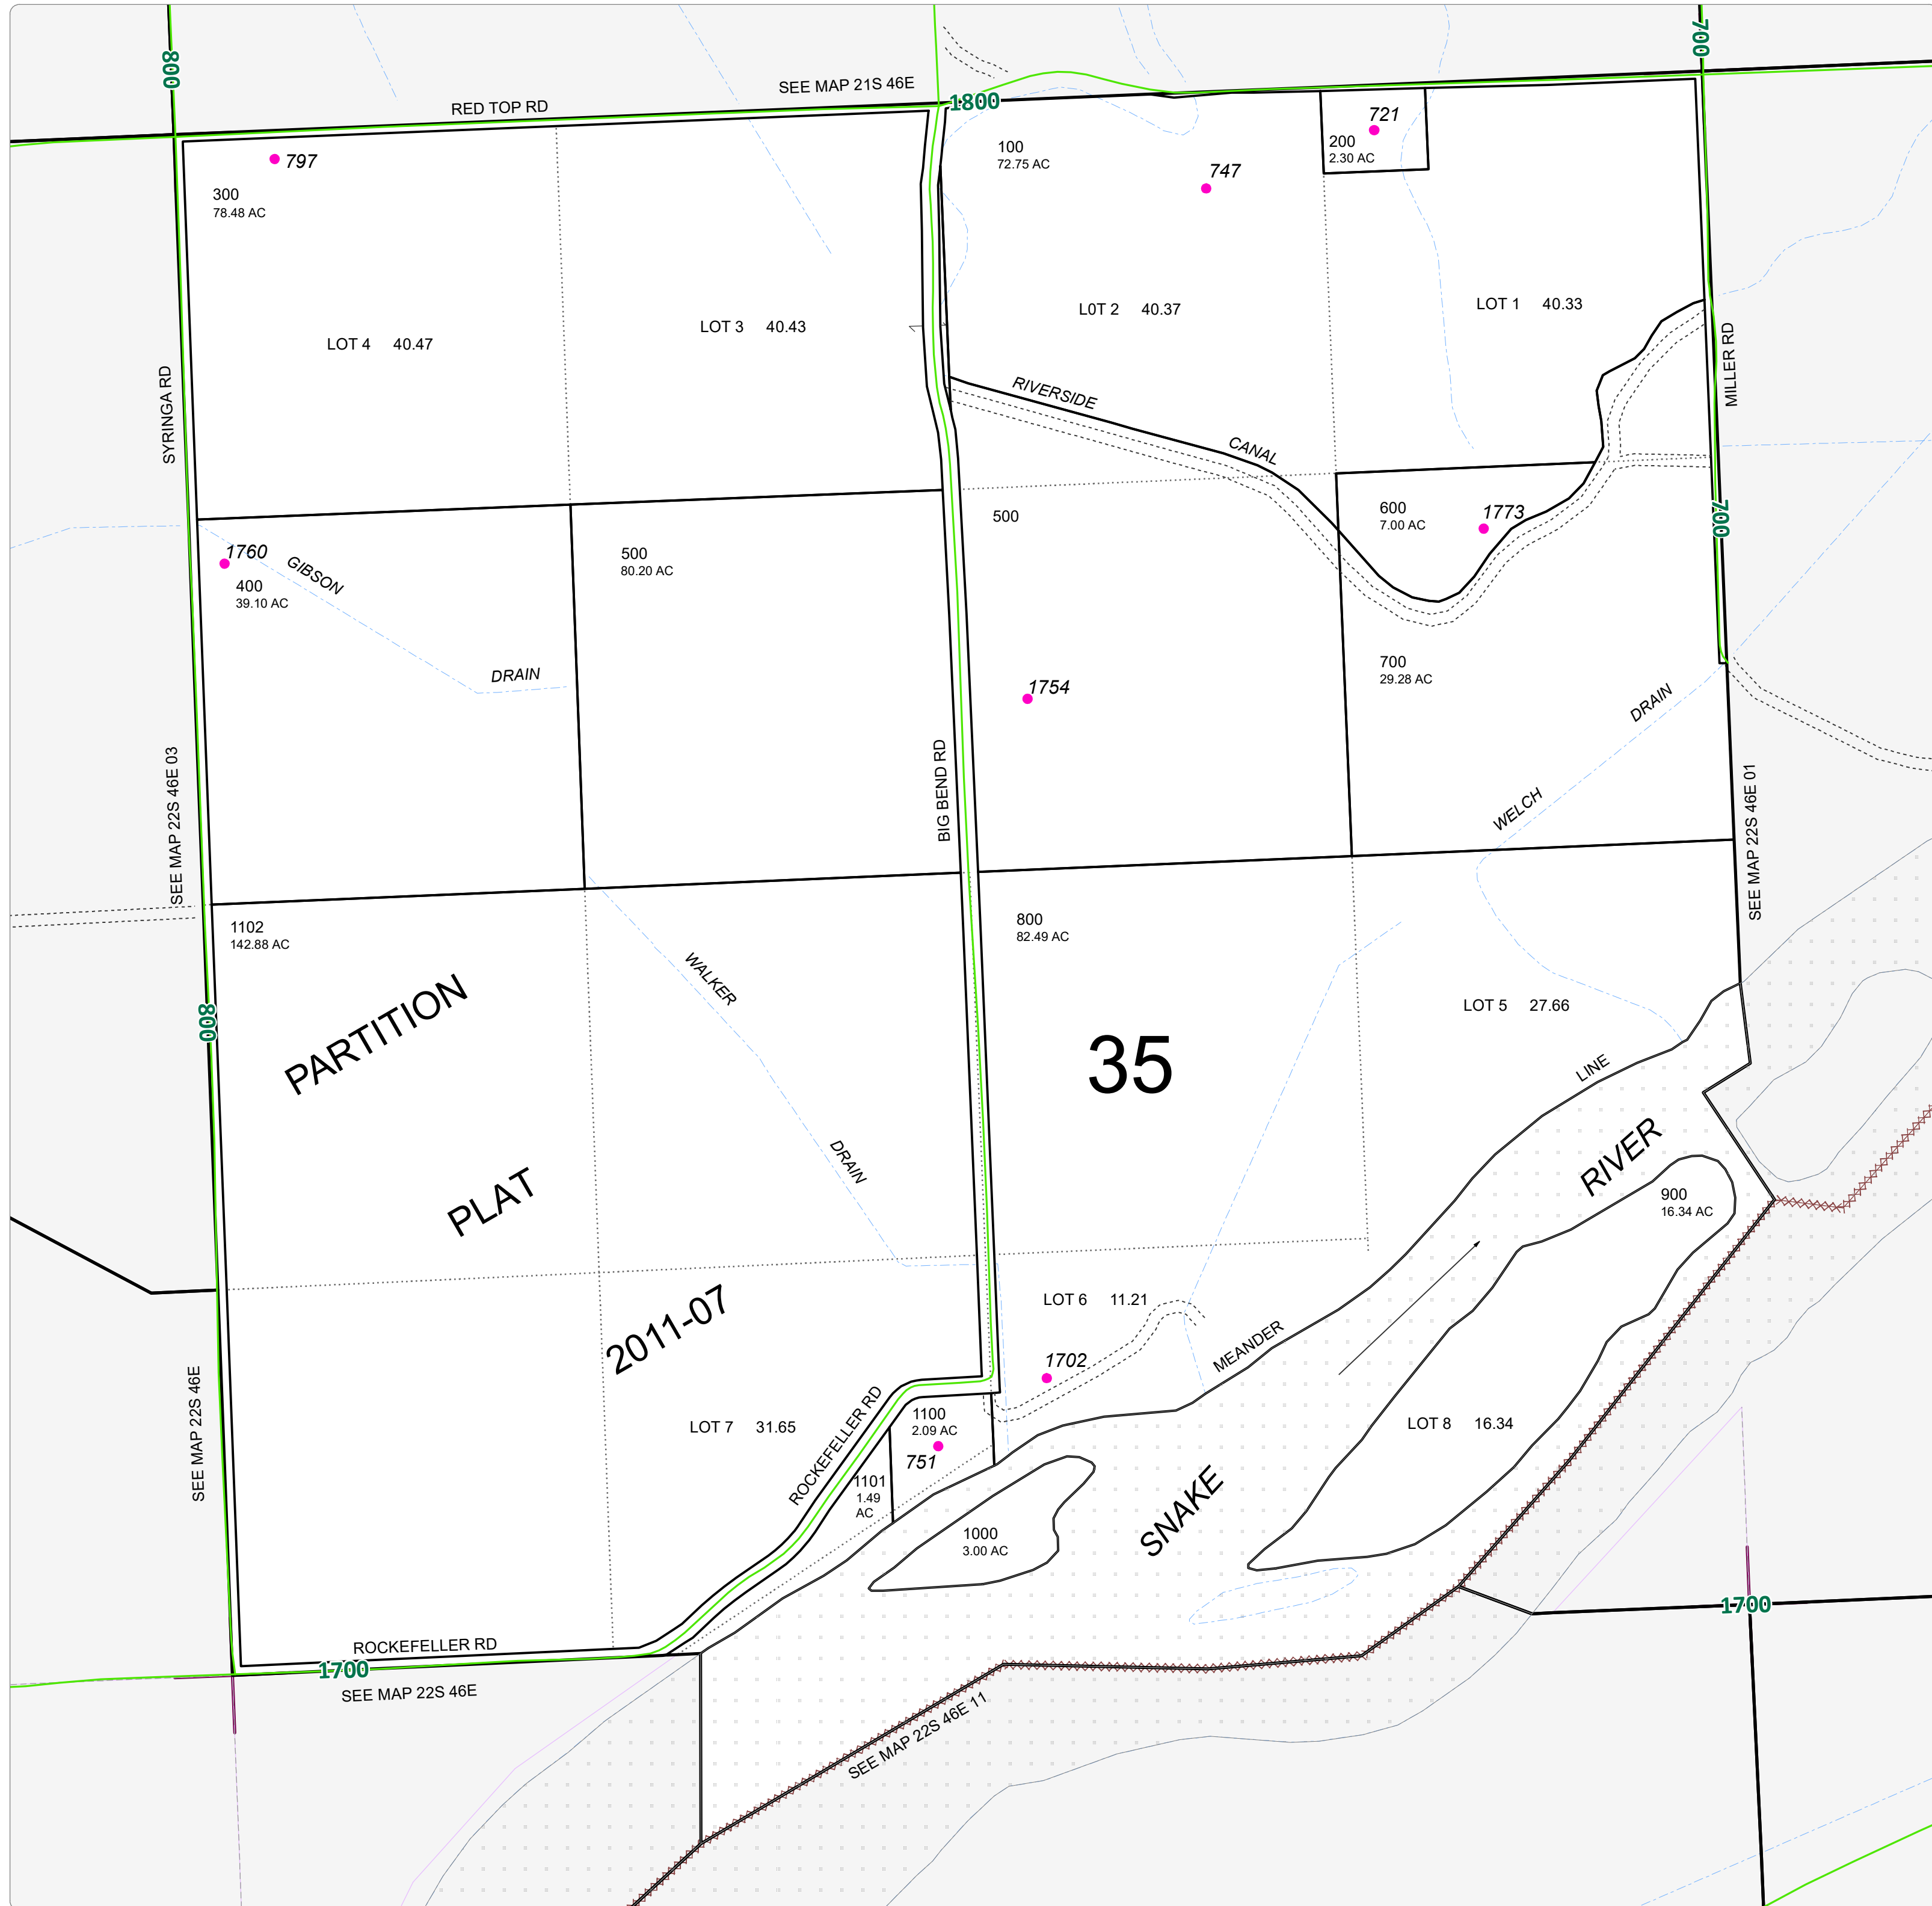 800
700
SEE MAP 21S 46E
RED TOP RD
1800
797
300
78.48 AC
100
72.75 AC
747
721
200
2.30 AC
LOT 4 40.47
LOT 3 40.43
L0T 2 40.37
LOT 1 40.33
SYRINGA RD
MILLER RD
RIVERSIDE
CANAL
700
1760
400
39.10 AC
GIBSON
DRAIN
500
80.20 AC
500
600
7.00 AC
1773
1754
700
29.28 AC
DRAIN
WELCH
SEE MAP 22S 46E 03
BIG BEND RD
SEE MAP 22S 46E 01
1102
142.88 AC
800
82.49 AC
800
PARTITION
WALKER
DRAIN
35
LOT 5 27.66
LINE
RIVER
PLAT
900
16.34 AC
2011-07
LOT 6 11.21
MEANDER
1702
SEE MAP 22S 46E
LOT 7 31.65
ROCKEFELLER RD
1100
2.09 AC
751
1101
1.49
AC
LOT 8 16.34
SNAKE
1000
3.00 AC
ROCKEFELLER RD
1700
SEE MAP 22S 46E
SEE MAP 22S 46E 11
1700